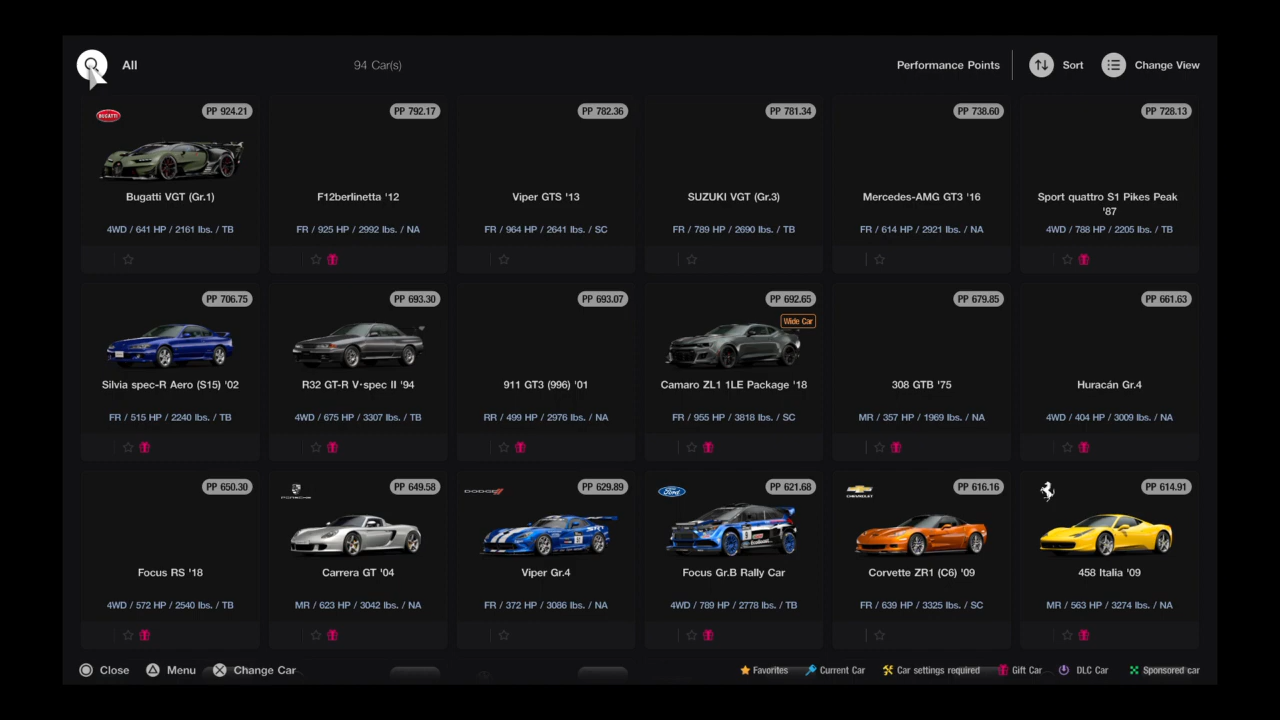 All
94 Car(s)
Performance Points
Sort
Change View
BUGATTI
PP 924.21
Bugatti VGT (Gr.1)
4WD / 641 HP / 2161 lbs. / TB
PP 792.17
F12berlinetta '12
FR / 925 HP / 2992 lbs. / NA
PP 782.36
Viper GTS '13
FR / 964 HP / 2641 lbs. / SC
PP 781.34
SUZUKI VGT (Gr.3)
FR / 789 HP / 2690 lbs. / TB
PP 738.60
Mercedes-AMG GT3 '16
FR / 614 HP / 2921 lbs. / NA
PP 728.13
Sport quattro S1 Pikes Peak
'87
4WD / 788 HP / 2205 lbs. / TB
PP 706.75
Silvia spec-R Aero (S15) '02
FR / 515 HP / 2240 lbs. / TB
PP 693.30
R32 GT-R V·spec II '94
4WD / 675 HP / 3307 lbs. / TB
PP 693.07
911 GT3 (996) '01
RR / 499 HP / 2976 lbs. / NA
PP 692.65
Wide Car
Camaro ZL1 1LE Package '18
FR / 955 HP / 3818 lbs. / SC
PP 679.85
308 GTB '75
MR / 357 HP / 1969 lbs. / NA
PP 661.63
Huracán Gr.4
4WD / 404 HP / 3009 lbs. / NA
PP 650.30
Focus RS '18
4WD / 572 HP / 2540 lbs. / TB
PORSCHE
PP 649.58
Carrera GT '04
MR / 623 HP / 3042 lbs. / NA
DODGE
PP 629.89
Viper Gr.4
FR / 372 HP / 3086 lbs. / NA
Ford
PP 621.68
Focus Gr.B Rally Car
4WD / 789 HP / 2778 lbs. / TB
CHEVROLET
PP 616.16
Corvette ZR1 (C6) '09
FR / 639 HP / 3325 lbs. / SC
PP 614.91
458 Italia '09
MR / 563 HP / 3274 lbs. / NA
Close
Menu
Change Car
Favorites
Current Car
Car settings required
Gift Car
DLC Car
Sponsored car